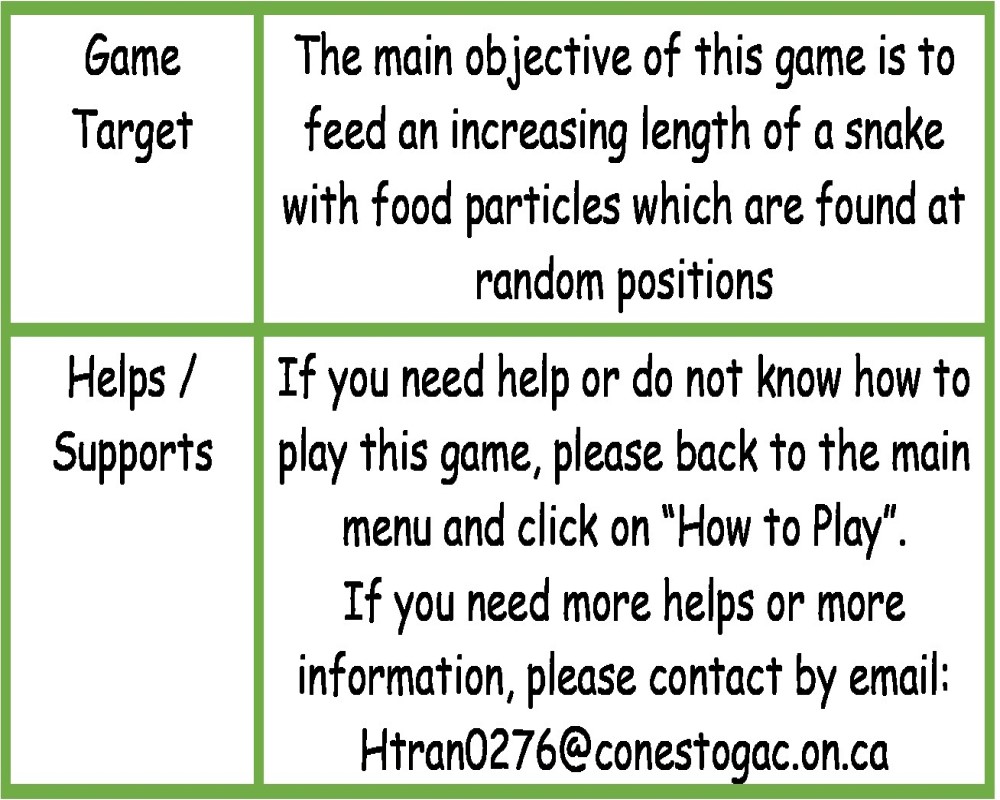 Game
Target
The main objective of this game is to
feed an increasing length of a snake
with food particles which are found at
random positions
Helps /
Supports
If you need help or do not know how to
play this game, please back to the main
menu and click on “How to Play”.
If you need more helps or more
information, please contact by email:
Htran0276@conestogac.on.ca